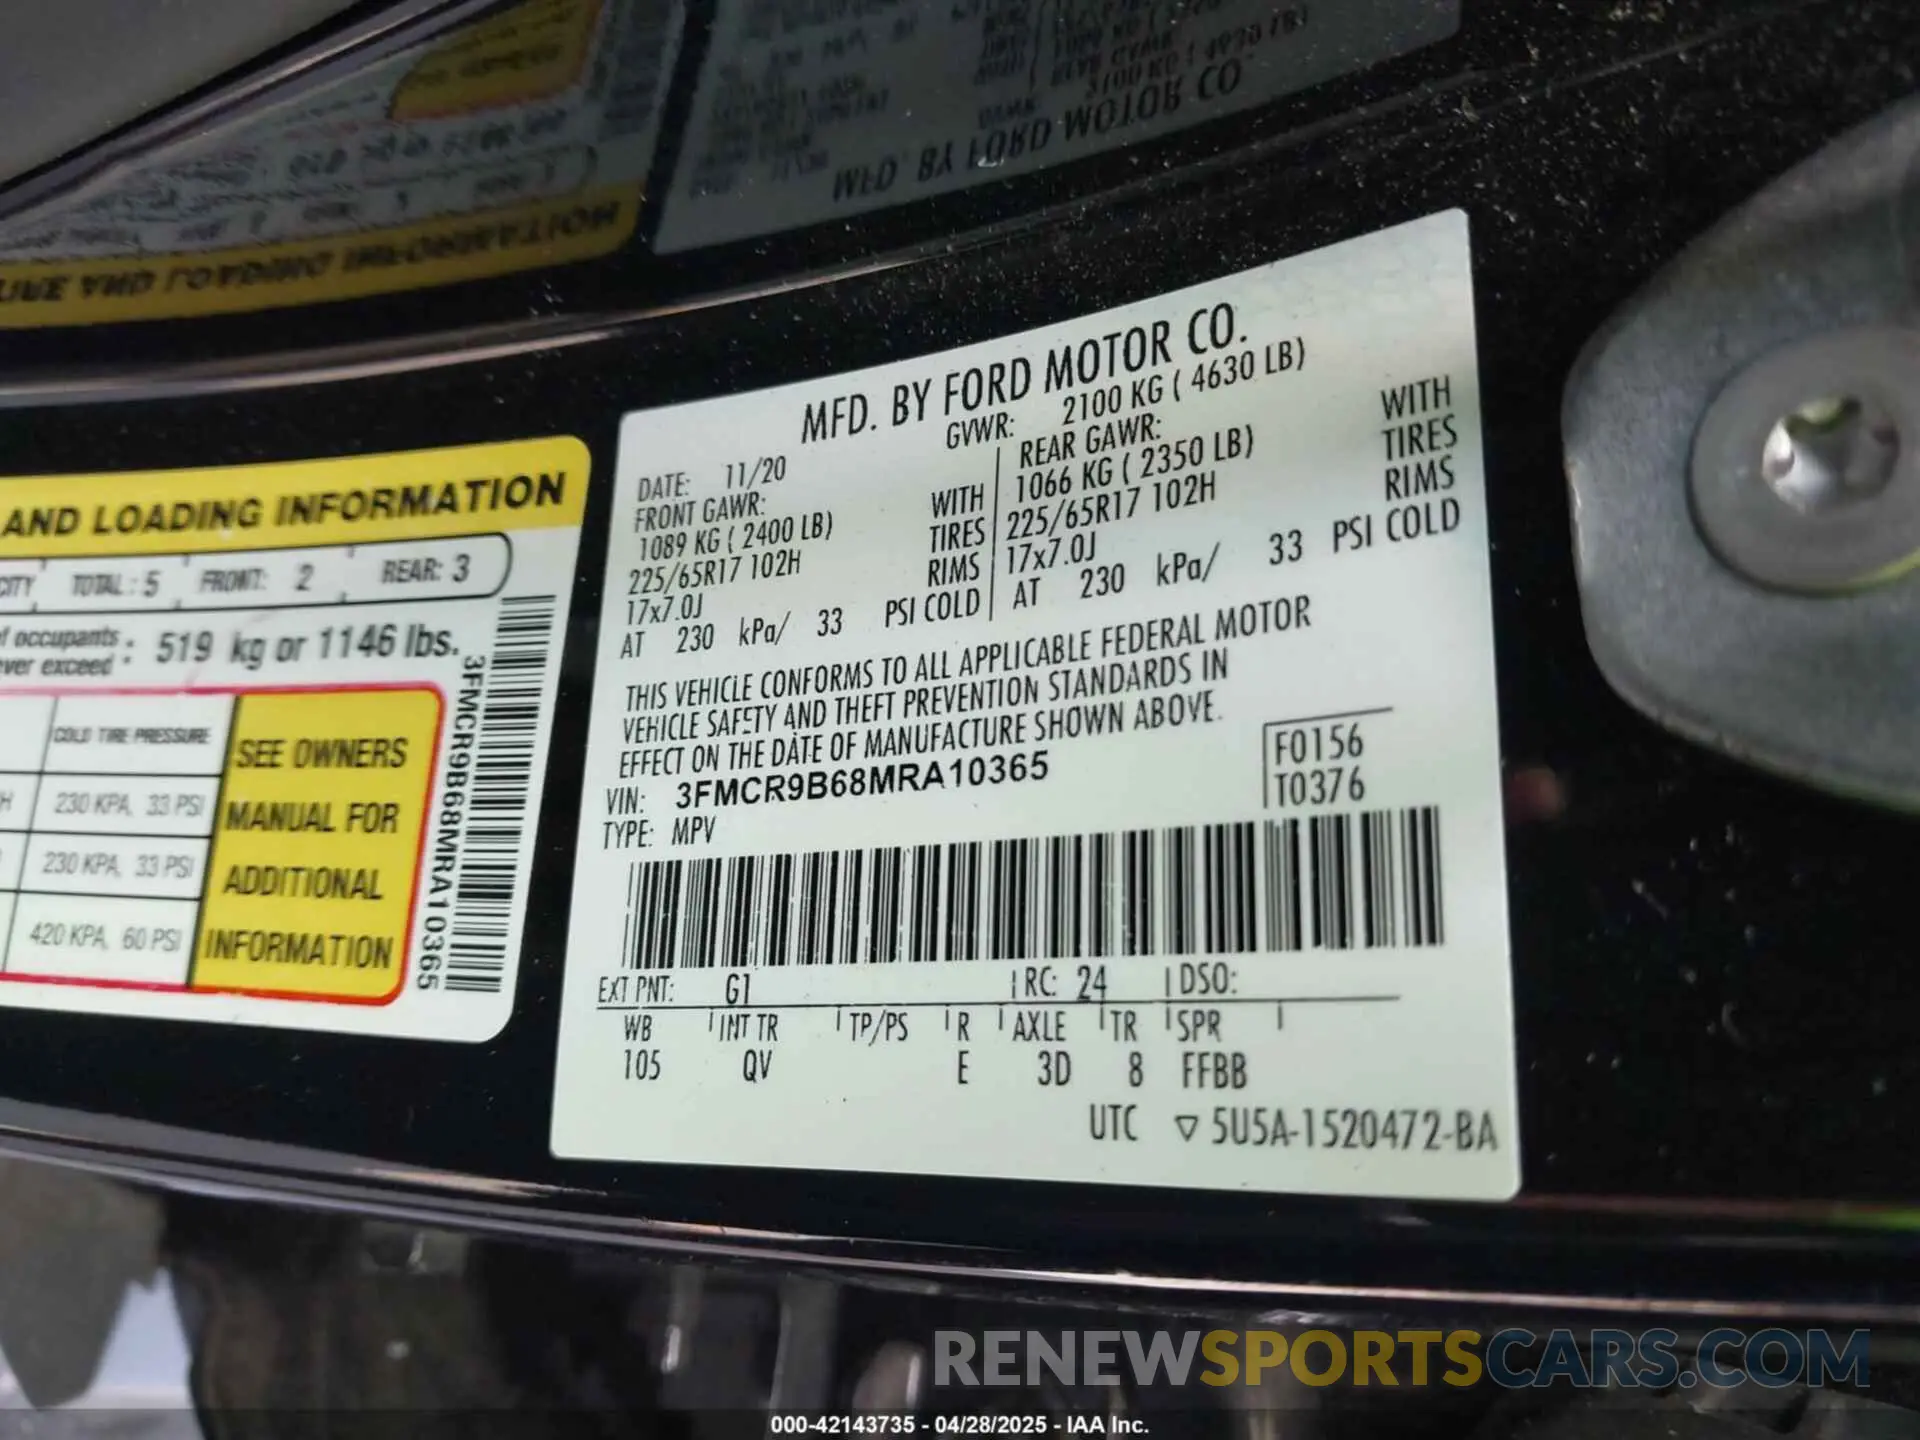 MFD. BY FORD MOTOR CO.
GVWR: 2100 KG ( 4630 LB)
DATE: 11/20
FRONT GAWR:
1089 KG ( 2400 LB) WITH
225/65R17 102H TIRES
17x7.0J RIMS
AT 230 kPa/ 33 PSI COLD
REAR GAWR:
1066 KG ( 2350 LB) WITH
225/65R17 102H TIRES
17x7.0J RIMS
AT 230 kPa/ 33 PSI COLD
THIS VEHICLE CONFORMS TO ALL APPLICABLE FEDERAL MOTOR
VEHICLE SAFETY AND THEFT PREVENTION STANDARDS IN
EFFECT ON THE DATE OF MANUFACTURE SHOWN ABOVE.
VIN: 3FMCR9B68MRA10365
TYPE: MPV
F0156
T0376
EXT PNT: G1 RC: 24 DSO:
WB INT TR TP/PS R AXLE TR SPR
105 QV E 3D 8 FFBB
UTC ▽ 5U5A-1520472-BA
AND LOADING INFORMATION
TOTAL : 5 FRONT: 2 REAR: 3
occupants : 519 kg or 1146 lbs.
exceed
COLD TIRE PRESSURE
230 KPA, 33 PSI
230 KPA, 33 PSI
420 KPA, 60 PSI
SEE OWNERS
MANUAL FOR
ADDITIONAL
INFORMATION
3FMCR9B68MRA10365
RENEWSPORTSCARS.COM
000-42143735 - 04/28/2025 - IAA Inc.